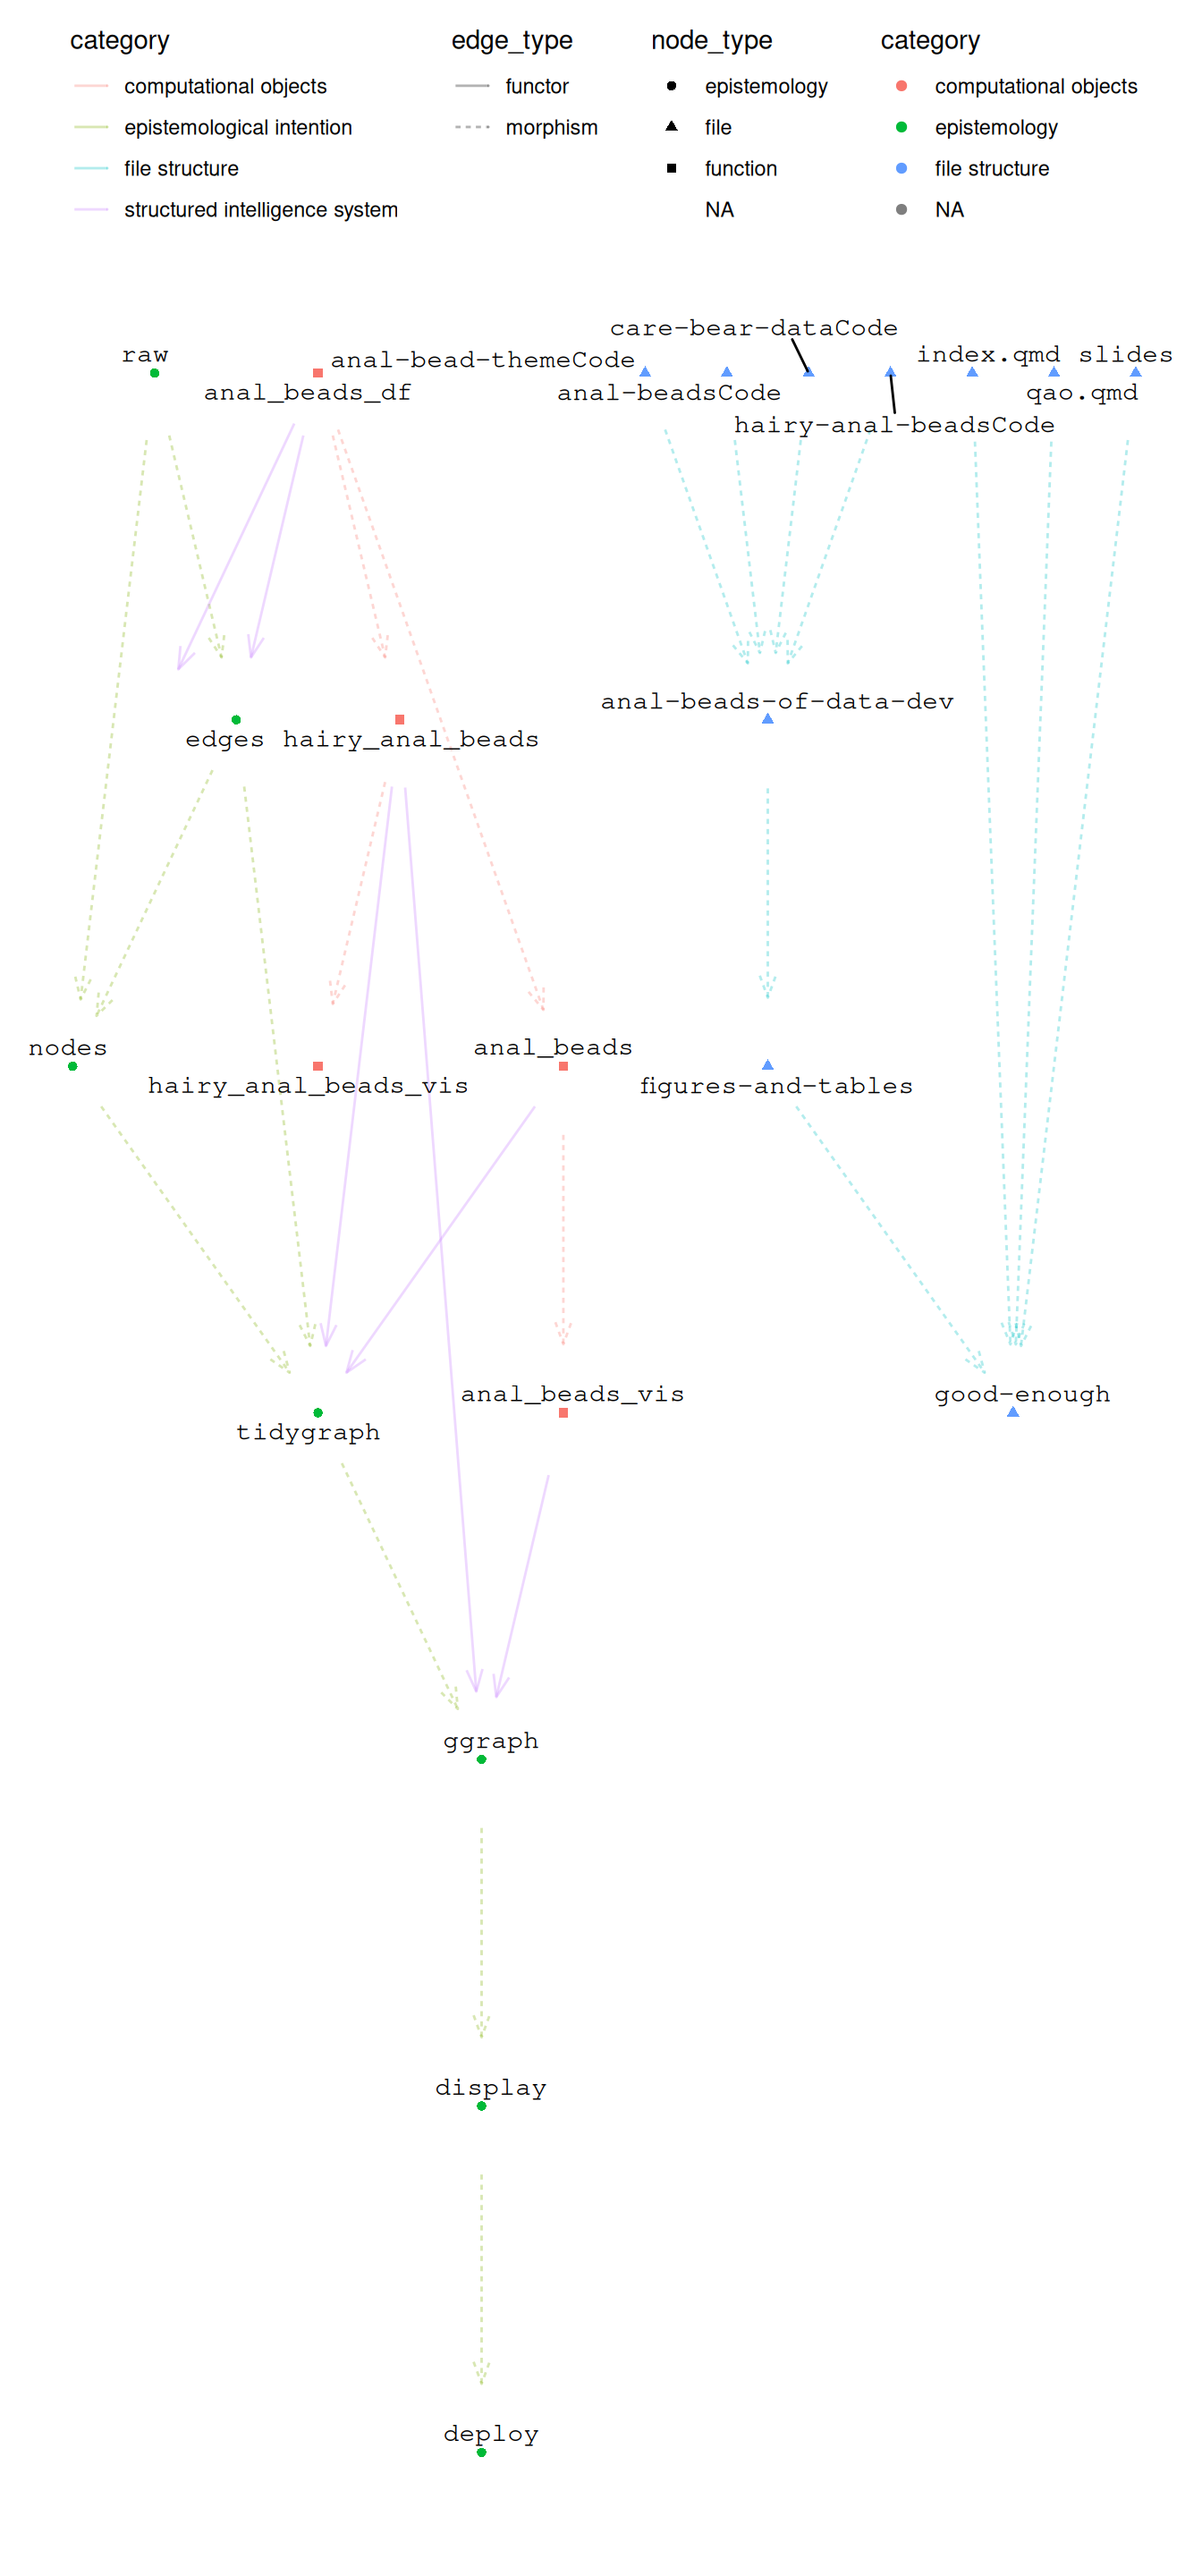 category edge_type node_type category
computational objects functor epistemology computational objects
epistemological intention morphism file epistemology
file structure function file structure
structured intelligence system NA NA
care-bear-dataCode
raw anal-bead-themeCode index.qmd slides
anal_beads_df anal-beadsCode qao.qmd
hairy-anal-beadsCode
anal-beads-of-data-dev
edges hairy_anal_beads
nodes anal_beads
hairy_anal_beads_vis figures-and-tables
anal_beads_vis good-enough
tidygraph
ggraph
display
deploy